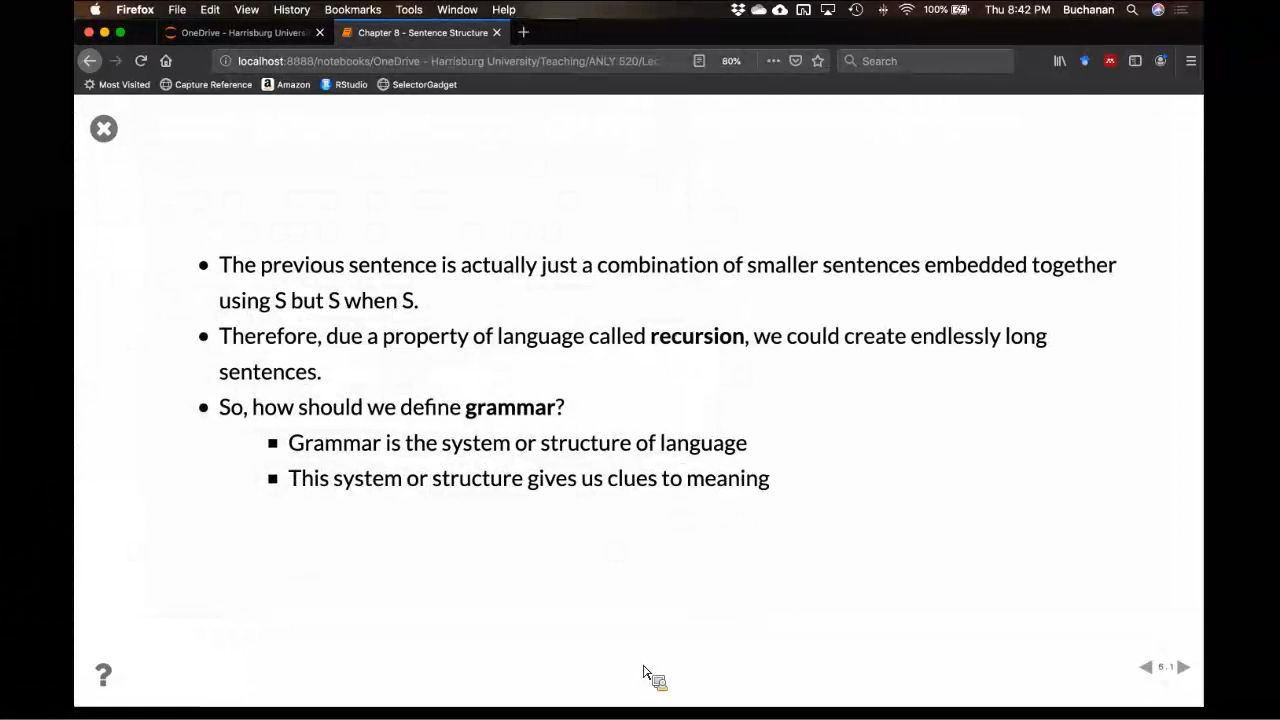 Firefox File Edit View History Bookmarks Tools Window Help 100% Thu 8:42 PM Buchanan
OneDrive - Harrisburg Universi Chapter 8 - Sentence Structure
localhost:8888/notebooks/OneDrive - Harrisburg University/Teaching/ANLY 520/Lec 80% Search
Most Visited Capture Reference Amazon RStudio SelectorGadget
The previous sentence is actually just a combination of smaller sentences embedded together
using S but S when S.
Therefore, due a property of language called recursion, we could create endlessly long
sentences.
So, how should we define grammar?
Grammar is the system or structure of language
This system or structure gives us clues to meaning
?